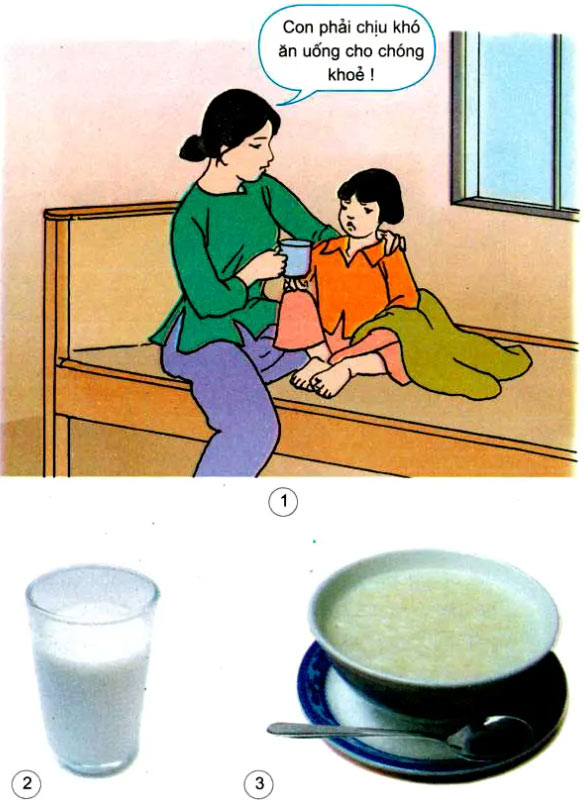 Con phải chịu khó
ăn uống cho chóng
khoẻ !
1
2
3